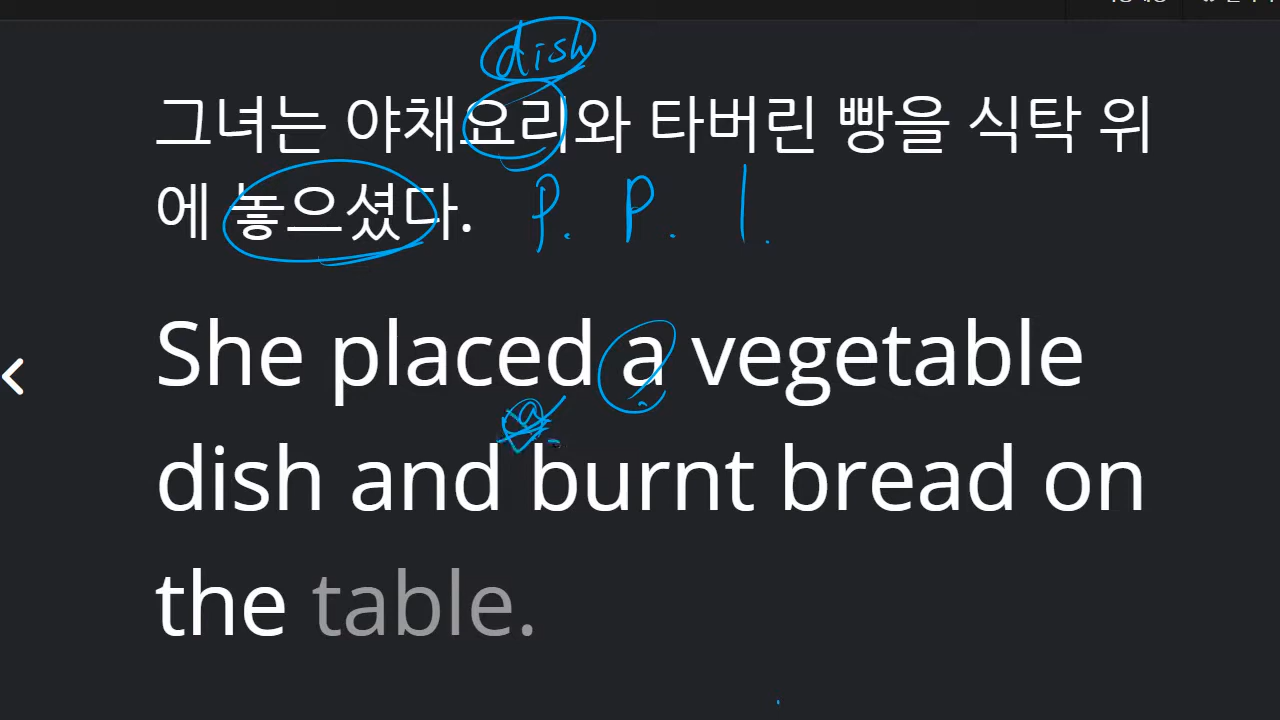 dish
그녀는 야채요리와 타버린 빵을 식탁 위
에 놓으셨다. p. p. l.
She placed a vegetable
a
dish and burnt bread on
the table.